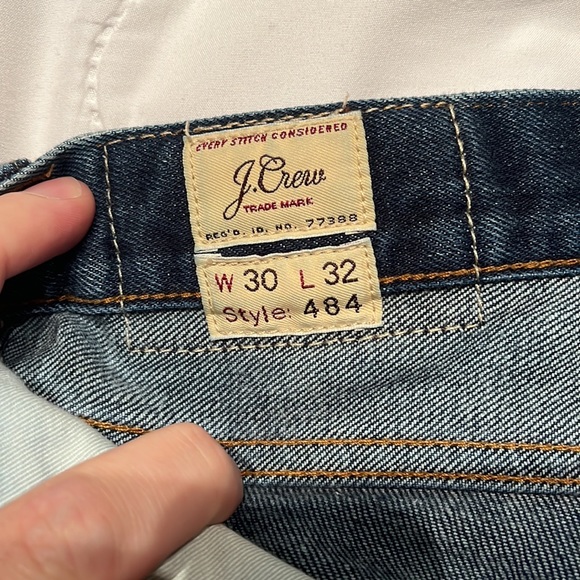 EVERY STITCH CONSIDERED
J.Crew
TRADE MARK
REG'D. ID. NO. 77388
W 30 L 32
Style: 484